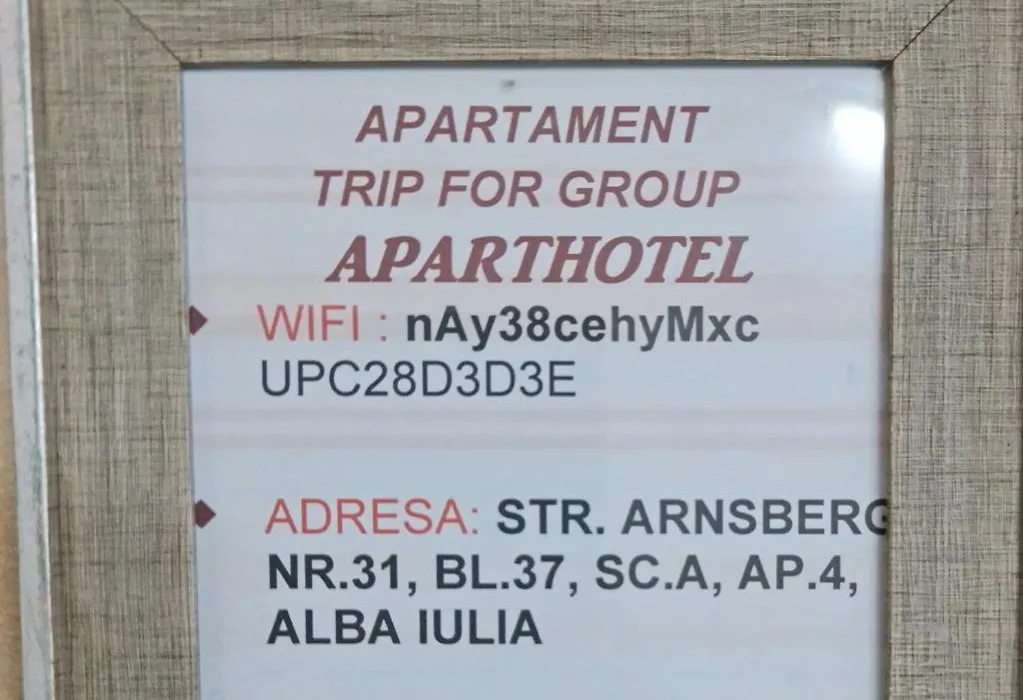 APARTAMENT
TRIP FOR GROUP
APARTHOTEL
WIFI : nAy38cehyMxc
UPC28D3D3E
ADRESA: STR. ARNSBERG
NR.31, BL.37, SC.A, AP.4,
ALBA IULIA